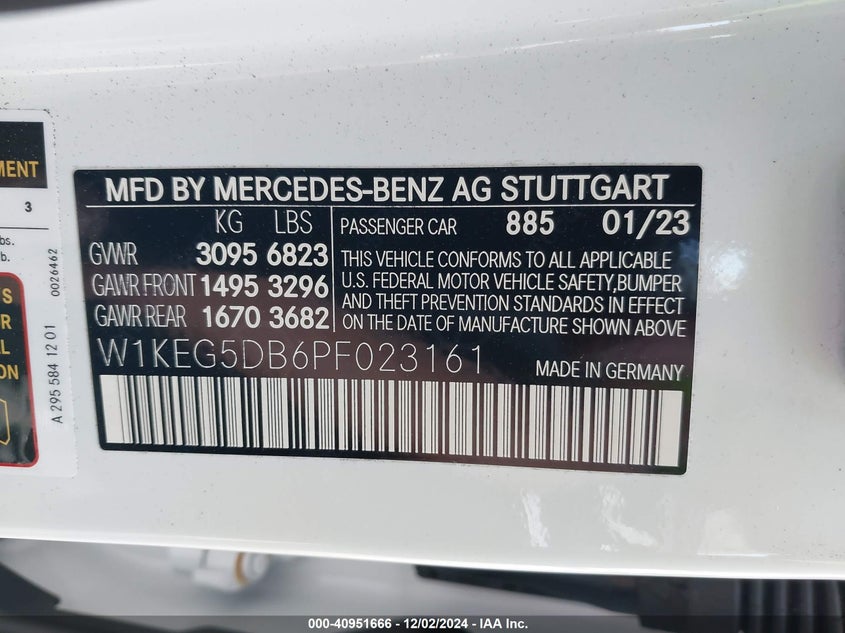 MENT
3
bs.
b.
S
R
L
ION
A 295 584 12 01 0026462
MFD BY MERCEDES-BENZ AG STUTTGART
KG LBS
GVWR 3095 6823
GAWR FRONT 1495 3296
GAWR REAR 1670 3682
PASSENGER CAR 885 01/23
THIS VEHICLE CONFORMS TO ALL APPLICABLE
U.S. FEDERAL MOTOR VEHICLE SAFETY,BUMPER
AND THEFT PREVENTION STANDARDS IN EFFECT
ON THE DATE OF MANUFACTURE SHOWN ABOVE
W1KEG5DB6PF023161 MADE IN GERMANY
000-40951666 - 12/02/2024 - IAA Inc.